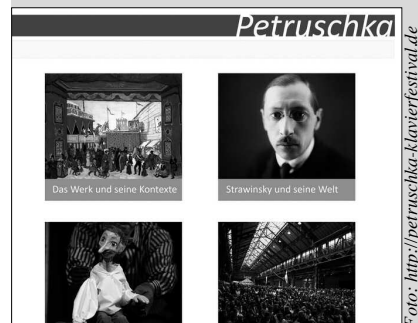 Petruschka
Das Werk und seine Kontexte
Strawinsky und seine Welt
Foto: http://petruschka-klavierfestival.de